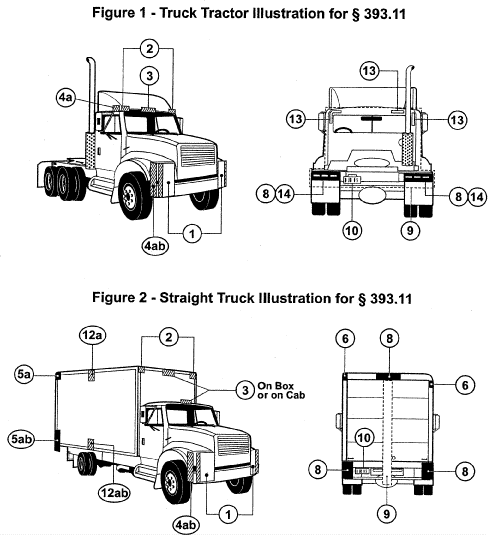 Figure 1 - Truck Tractor Illustration for § 393.11
2
3
4a
13
13
13
8 14
8 14
10
9
4ab
1
Figure 2 - Straight Truck Illustration for § 393.11
12a
2
6
8
5a
3 On Box
or on Cab
6
5ab
10
8
8
12ab
1
9
4ab